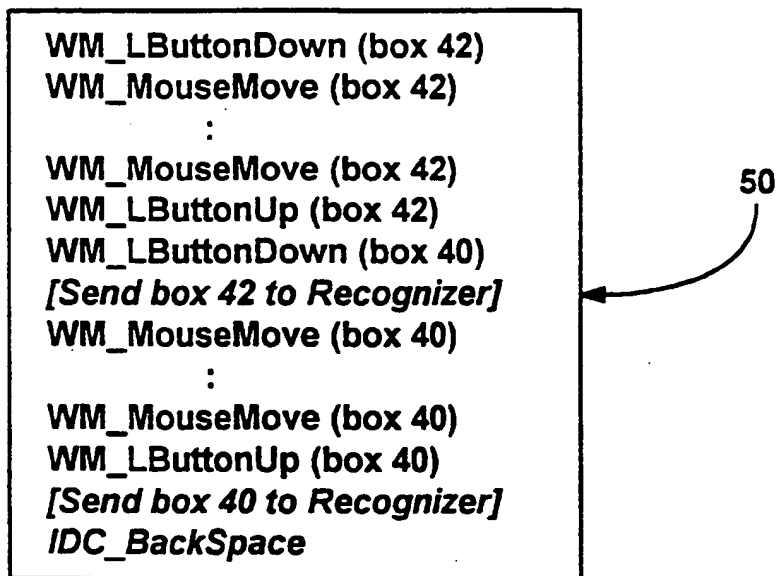 WM_LButtonDown (box 42)
WM_MouseMove (box 42)
:
WM_MouseMove (box 42)
WM_LButtonUp (box 42)
WM_LButtonDown (box 40)
[Send box 42 to Recognizer]
WM_MouseMove (box 40)
:
WM_MouseMove (box 40)
WM_LButtonUp (box 40)
[Send box 40 to Recognizer]
IDC_BackSpace
50